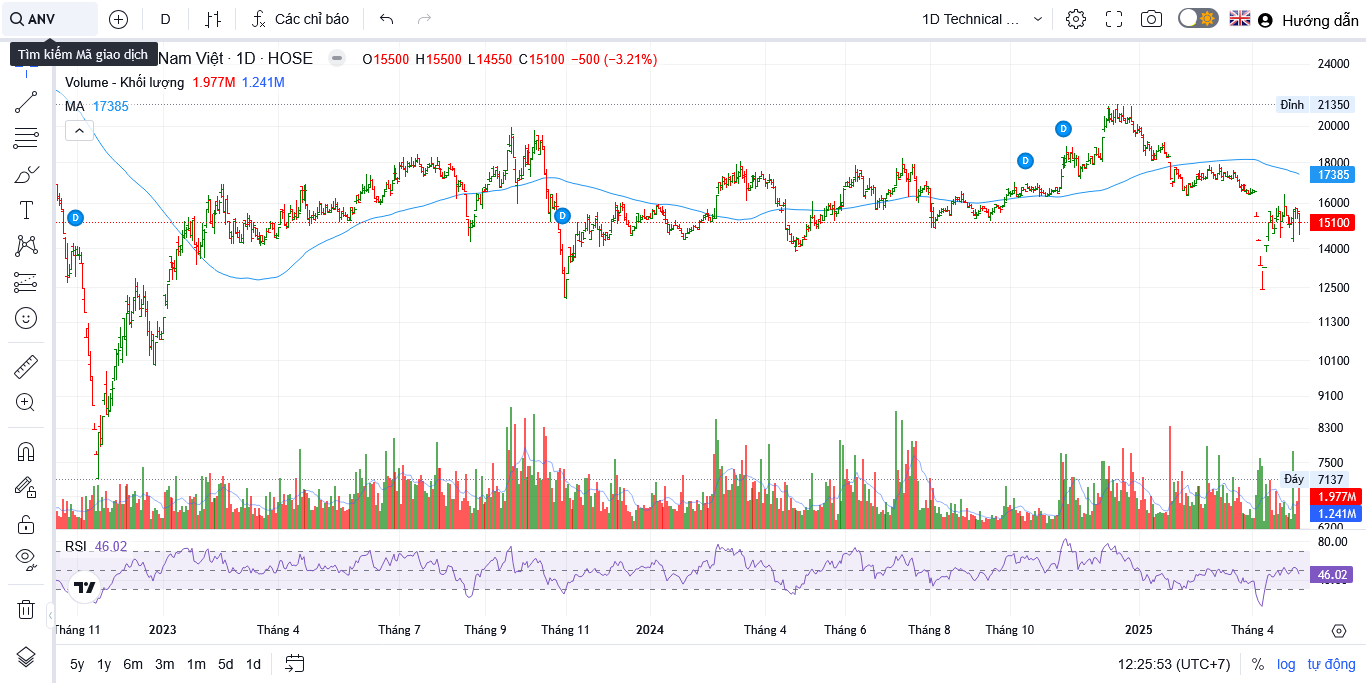 ANV
D
Các chỉ báo
1D Technical ...
Hướng dẫn
Tìm kiếm Mã giao dịch
Nam Việt · 1D · HOSE
O15500 H15500 L14550 C15100 −500 (−3.21%)
Volume - Khối lượng 1.977M 1.241M
MA 17385
24000
Đỉnh 21350
20000
18000
17385
16000
15100
14000
12500
11300
10100
9100
8300
7500
Đáy 7137
1.977M
1.241M
6200
D
D
D
D
RSI 46.02
80.00
46.02
Tháng 11
2023
Tháng 4
Tháng 7
Tháng 9
Tháng 11
2024
Tháng 4
Tháng 6
Tháng 8
Tháng 10
2025
Tháng 4
5y 1y 6m 3m 1m 5d 1d
12:25:53 (UTC+7) % log tự động